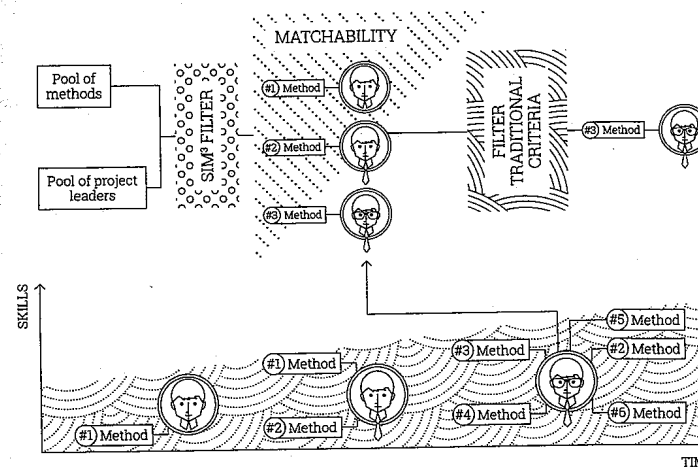 MATCHABILITY
Pool of
methods
Pool of project
leaders
SIM³ FILTER
#1) Method
#2) Method
#3) Method
FILTER
TRADITIONAL
CRITERIA
#3) Method
SKILLS
#1) Method
#1) Method
#2) Method
#3) Method
#4) Method
#5) Method
#2) Method
#6) Method